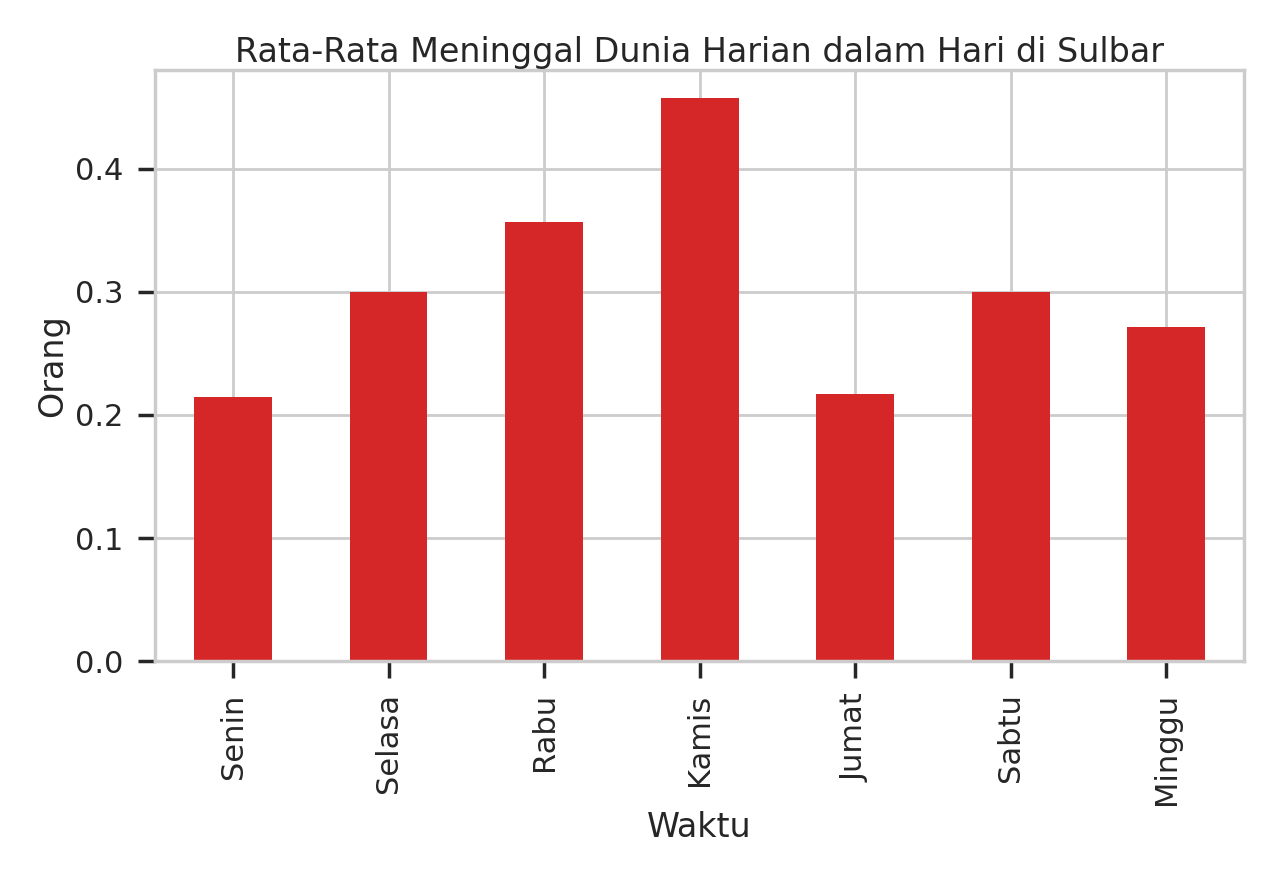 Rata-Rata Meninggal Dunia Harian dalam Hari di Sulbar
Orang
0.4
0.3
0.2
0.1
0.0
Senin
Selasa
Rabu
Kamis
Jumat
Sabtu
Minggu
Waktu